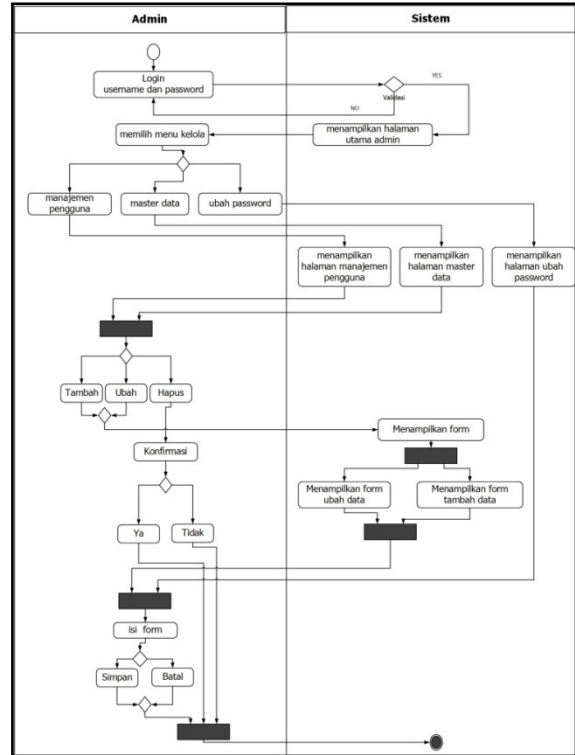 Admin
Sistem
Login
username dan password
YES
Validasi
NO
memilih menu kelola
menampilkan halaman
utama admin
manajemen
pengguna
master data
ubah password
menampilkan
halaman manajemen
pengguna
menampilkan
halaman master
data
menampilkan
halaman ubah
password
Tambah
Ubah
Hapus
Menampilkan form
Konfirmasi
Menampilkan form
ubah data
Menampilkan form
tambah data
Ya
Tidak
isi form
Simpan
Batal